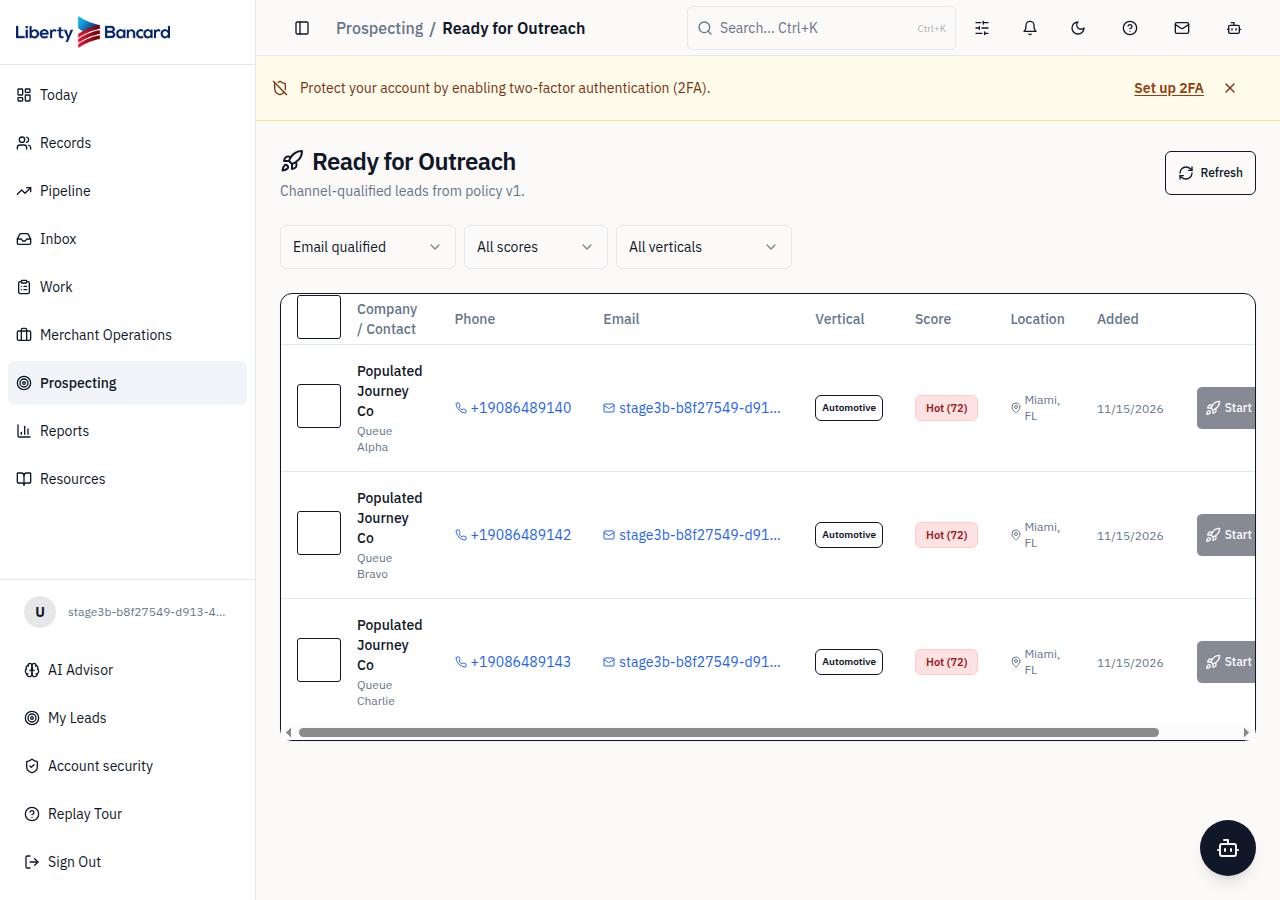 Liberty Bancard
Prospecting / Ready for Outreach
Search... Ctrl+K
Ctrl+K
Protect your account by enabling two-factor authentication (2FA).
Set up 2FA
Today
Records
Pipeline
Inbox
Work
Merchant Operations
Prospecting
Reports
Resources
U
stage3b-b8f27549-d913-4...
AI Advisor
My Leads
Account security
Replay Tour
Sign Out
Ready for Outreach
Channel-qualified leads from policy v1.
Refresh
Email qualified
All scores
All verticals
Company
/ Contact
Phone
Email
Vertical
Score
Location
Added
Populated
Journey
Co
Queue
Alpha
+19086489140
stage3b-b8f27549-d91...
Automotive
Hot (72)
Miami,
FL
11/15/2026
Start
Populated
Journey
Co
Queue
Bravo
+19086489142
stage3b-b8f27549-d91...
Automotive
Hot (72)
Miami,
FL
11/15/2026
Start
Populated
Journey
Co
Queue
Charlie
+19086489143
stage3b-b8f27549-d91...
Automotive
Hot (72)
Miami,
FL
11/15/2026
Start